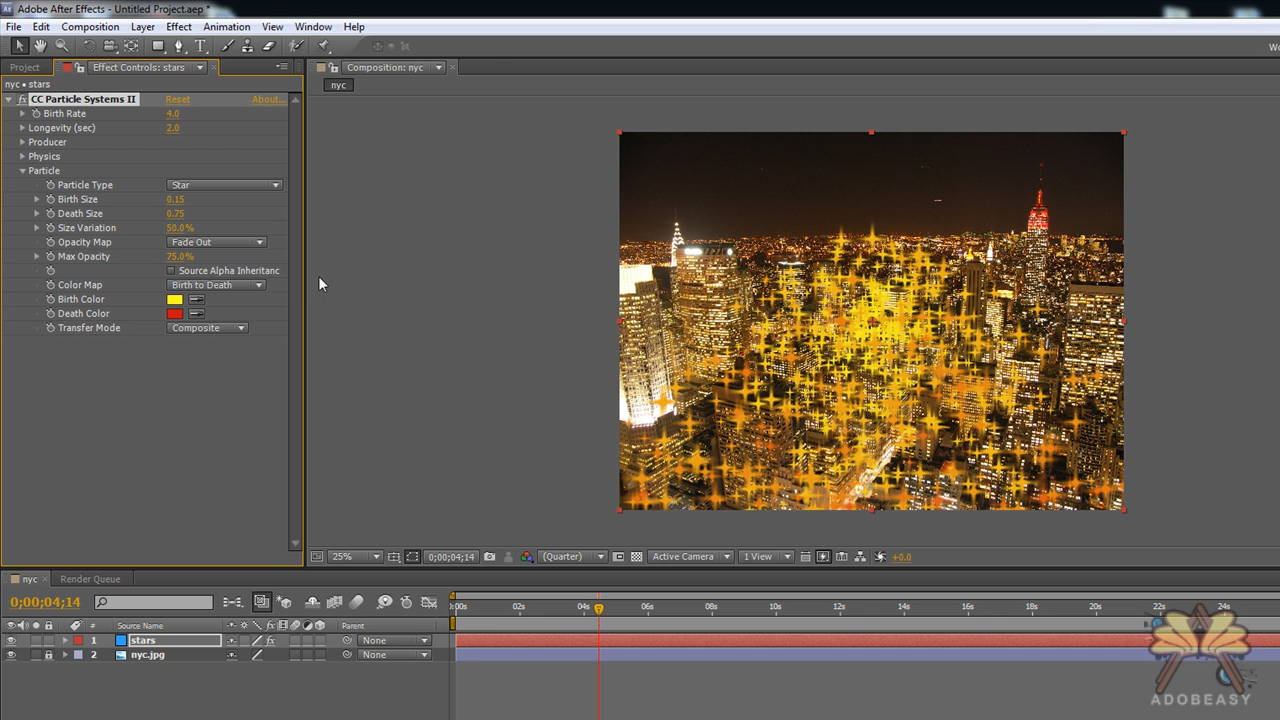 Adobe After Effects - Untitled Project.aep *
File Edit Composition Layer Effect Animation View Window Help
Project Effect Controls: stars Composition: nyc
nyc • stars
nyc
fx CC Particle Systems II Reset About...
Birth Rate 4.0
Longevity (sec) 2.0
Producer
Physics
Particle
Particle Type Star
Birth Size 0.15
Death Size 0.75
Size Variation 50.0%
Opacity Map Fade Out
Max Opacity 75.0%
Source Alpha Inheritanc
Color Map Birth to Death
Birth Color
Death Color
Transfer Mode Composite
25% 0;00;04;14 (Quarter) Active Camera 1 View +0.0
nyc Render Queue
0;00;04;14
0:00s 02s 04s 06s 08s 10s 12s 14s 16s 18s 20s 22s 24s
# Source Name fx Parent
1 stars fx None
2 nyc.jpg None
ADOBEASY